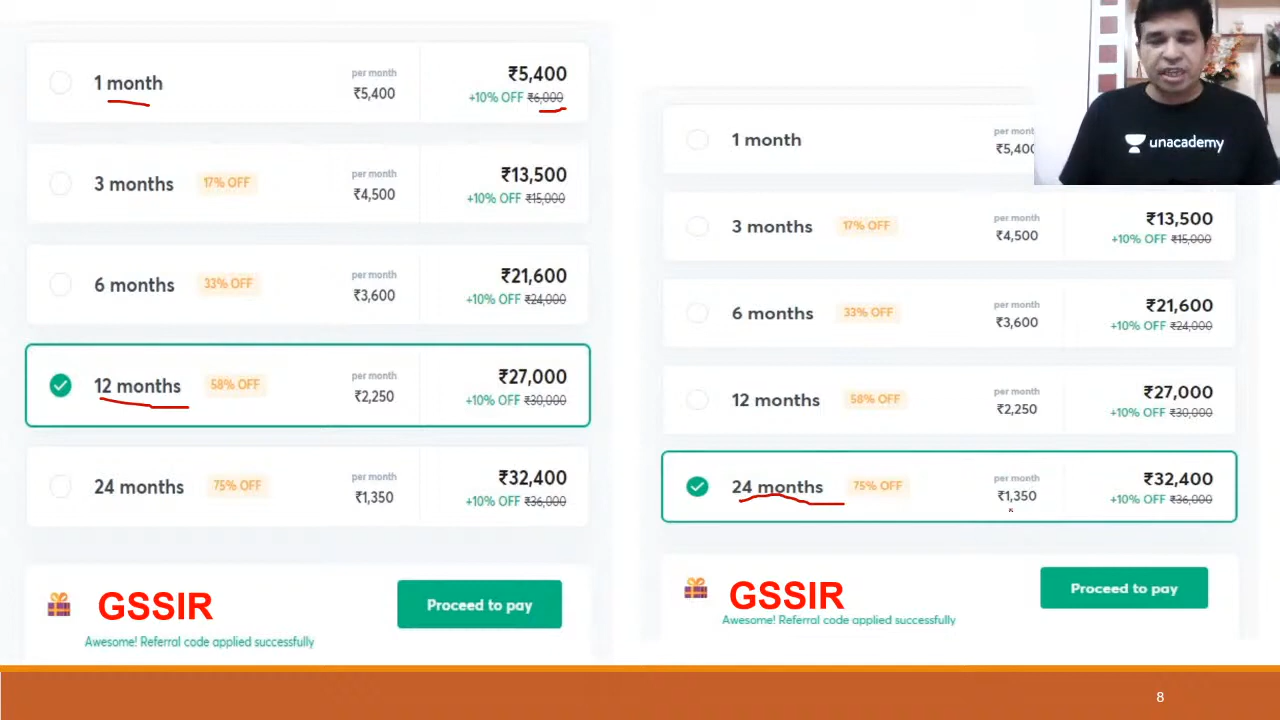 1 month
per month
₹5,400
₹5,400
+10% OFF ₹6,000
3 months
17% OFF
per month
₹4,500
₹13,500
+10% OFF ₹15,000
6 months
33% OFF
per month
₹3,600
₹21,600
+10% OFF ₹24,000
12 months
58% OFF
per month
₹2,250
₹27,000
+10% OFF ₹30,000
24 months
75% OFF
per month
₹1,350
₹32,400
+10% OFF ₹36,000
GSSIR
Awesome! Referral code applied successfully
Proceed to pay
1 month
per mont
₹5,400
3 months
17% OFF
per month
₹4,500
₹13,500
+10% OFF ₹15,000
6 months
33% OFF
per month
₹3,600
₹21,600
+10% OFF ₹24,000
12 months
58% OFF
per month
₹2,250
₹27,000
+10% OFF ₹30,000
24 months
75% OFF
per month
₹1,350
₹32,400
+10% OFF ₹36,000
GSSIR
Awesome! Referral code applied successfully
Proceed to pay
unacademy
8